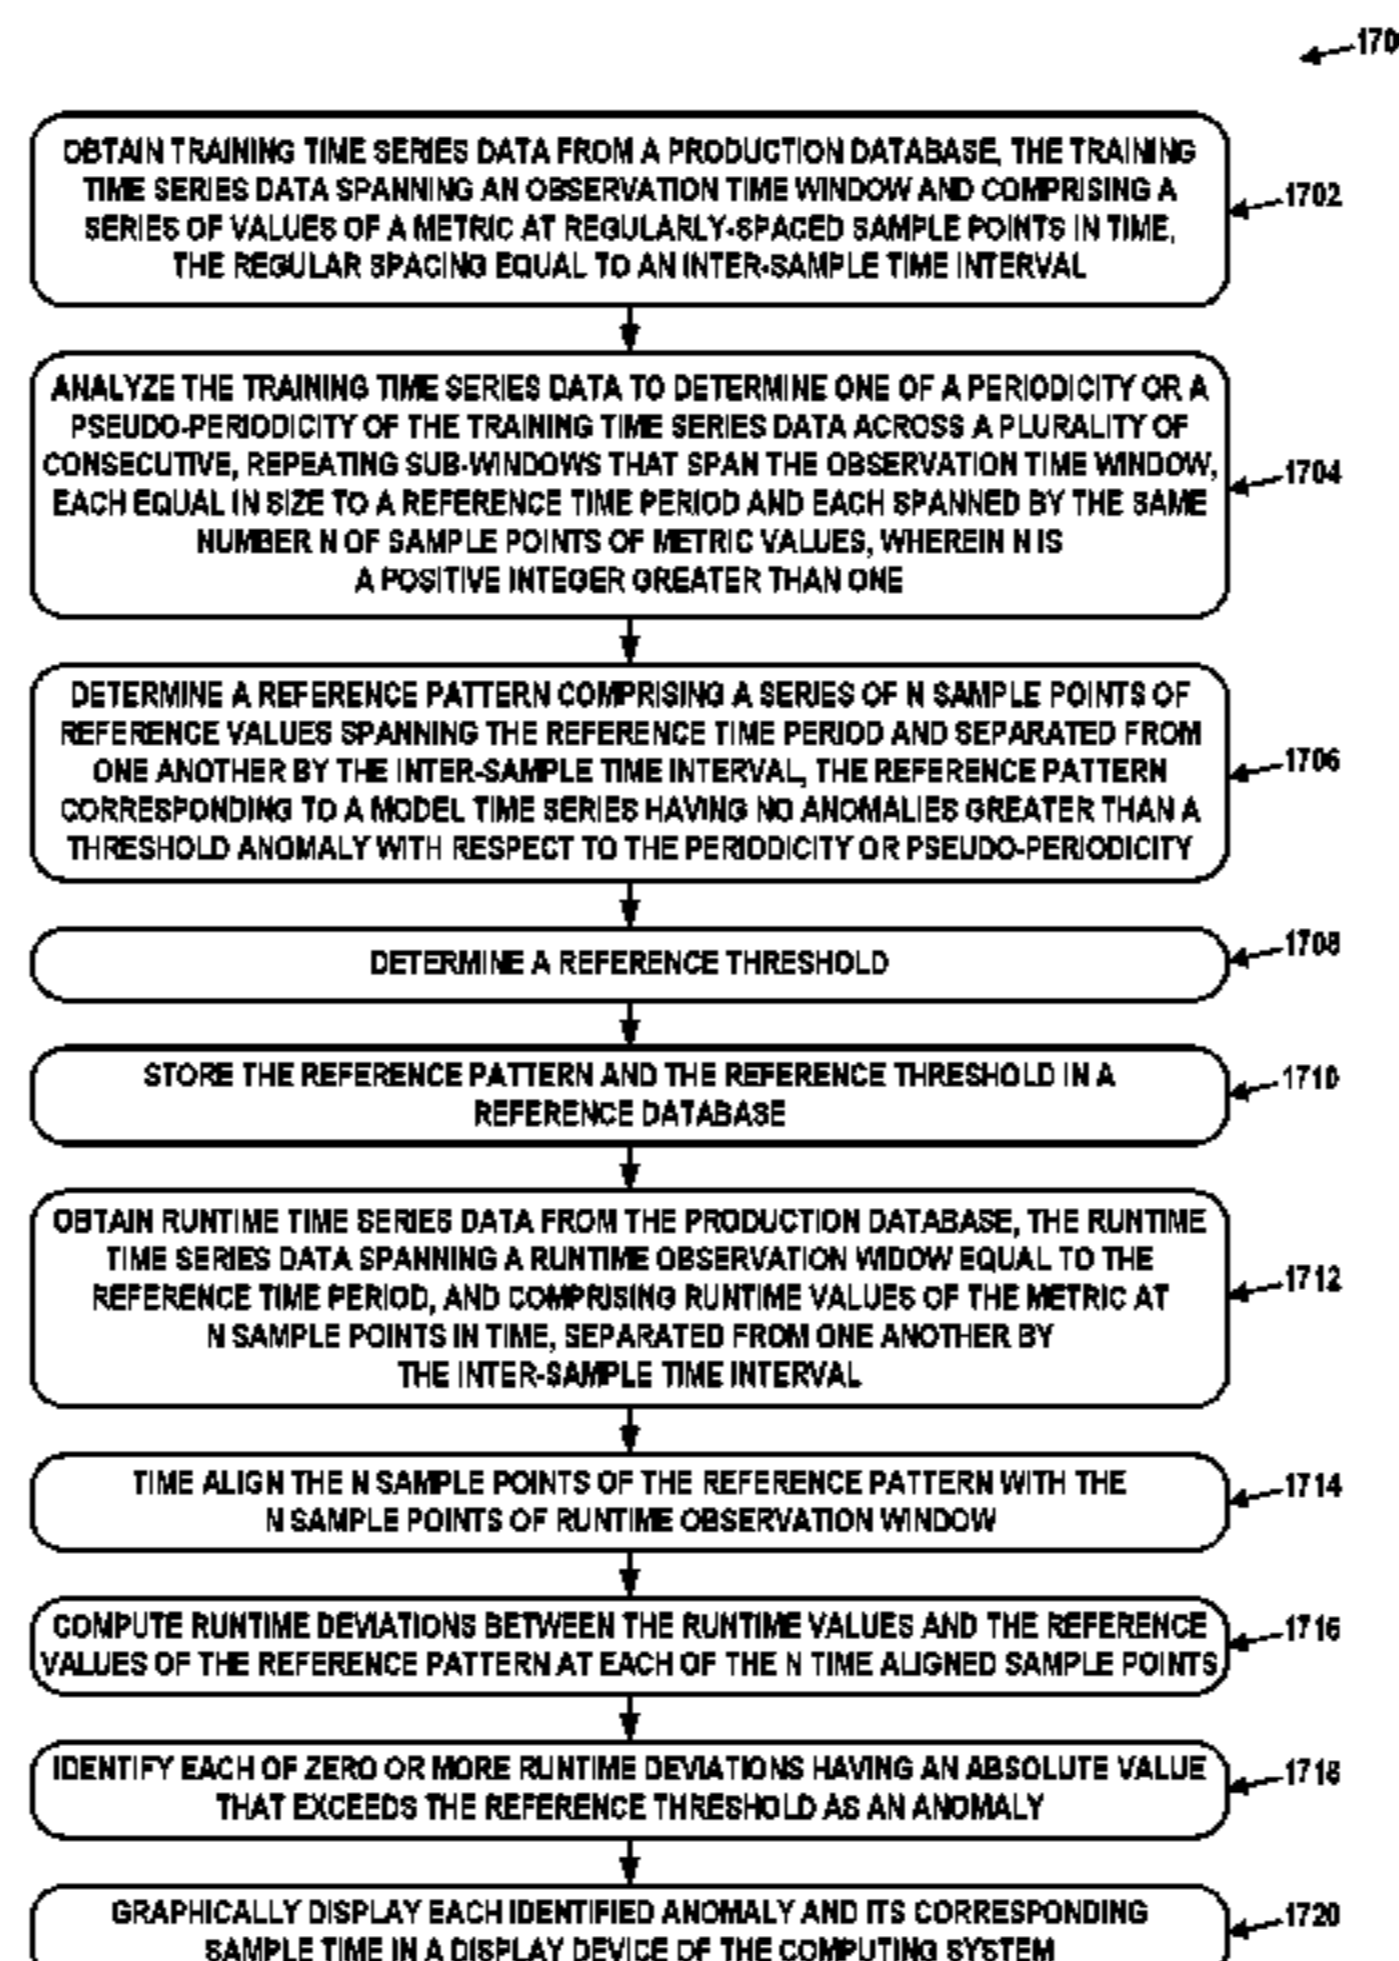 170
OBTAIN TRAINING TIME SERIES DATA FROM A PRODUCTION DATABASE, THE TRAINING
TIME SERIES DATA SPANNING AN OBSERVATION TIME WINDOW AND COMPRISING A
SERIES OF VALUES OF A METRIC AT REGULARLY-SPACED SAMPLE POINTS IN TIME,
THE REGULAR SPACING EQUAL TO AN INTER-SAMPLE TIME INTERVAL
1702
ANALYZE THE TRAINING TIME SERIES DATA TO DETERMINE ONE OF A PERIODICITY OR A
PSEUDO-PERIODICITY OF THE TRAINING TIME SERIES DATA ACROSS A PLURALITY OF
CONSECUTIVE, REPEATING SUB-WINDOWS THAT SPAN THE OBSERVATION TIME WINDOW,
EACH EQUAL IN SIZE TO A REFERENCE TIME PERIOD AND EACH SPANNED BY THE SAME
NUMBER N OF SAMPLE POINTS OF METRIC VALUES, WHEREIN N IS
A POSITIVE INTEGER GREATER THAN ONE
1704
DETERMINE A REFERENCE PATTERN COMPRISING A SERIES OF N SAMPLE POINTS OF
REFERENCE VALUES SPANNING THE REFERENCE TIME PERIOD AND SEPARATED FROM
ONE ANOTHER BY THE INTER-SAMPLE TIME INTERVAL, THE REFERENCE PATTERN
CORRESPONDING TO A MODEL TIME SERIES HAVING NO ANOMALIES GREATER THAN A
THRESHOLD ANOMALY WITH RESPECT TO THE PERIODICITY OR PSEUDO-PERIODICITY
1706
DETERMINE A REFERENCE THRESHOLD
1708
STORE THE REFERENCE PATTERN AND THE REFERENCE THRESHOLD IN A
REFERENCE DATABASE
1710
OBTAIN RUNTIME TIME SERIES DATA FROM THE PRODUCTION DATABASE, THE RUNTIME
TIME SERIES DATA SPANNING A RUNTIME OBSERVATION WIDOW EQUAL TO THE
REFERENCE TIME PERIOD, AND COMPRISING RUNTIME VALUES OF THE METRIC AT
N SAMPLE POINTS IN TIME, SEPARATED FROM ONE ANOTHER BY
THE INTER-SAMPLE TIME INTERVAL
1712
TIME ALIGN THE N SAMPLE POINTS OF THE REFERENCE PATTERN WITH THE
N SAMPLE POINTS OF RUNTIME OBSERVATION WINDOW
1714
COMPUTE RUNTIME DEVIATIONS BETWEEN THE RUNTIME VALUES AND THE REFERENCE
VALUES OF THE REFERENCE PATTERN AT EACH OF THE N TIME ALIGNED SAMPLE POINTS
1716
IDENTIFY EACH OF ZERO OR MORE RUNTIME DEVIATIONS HAVING AN ABSOLUTE VALUE
THAT EXCEEDS THE REFERENCE THRESHOLD AS AN ANOMALY
1718
GRAPHICALLY DISPLAY EACH IDENTIFIED ANOMALY AND ITS CORRESPONDING
SAMPLE TIME IN A DISPLAY DEVICE OF THE COMPUTING SYSTEM
1720